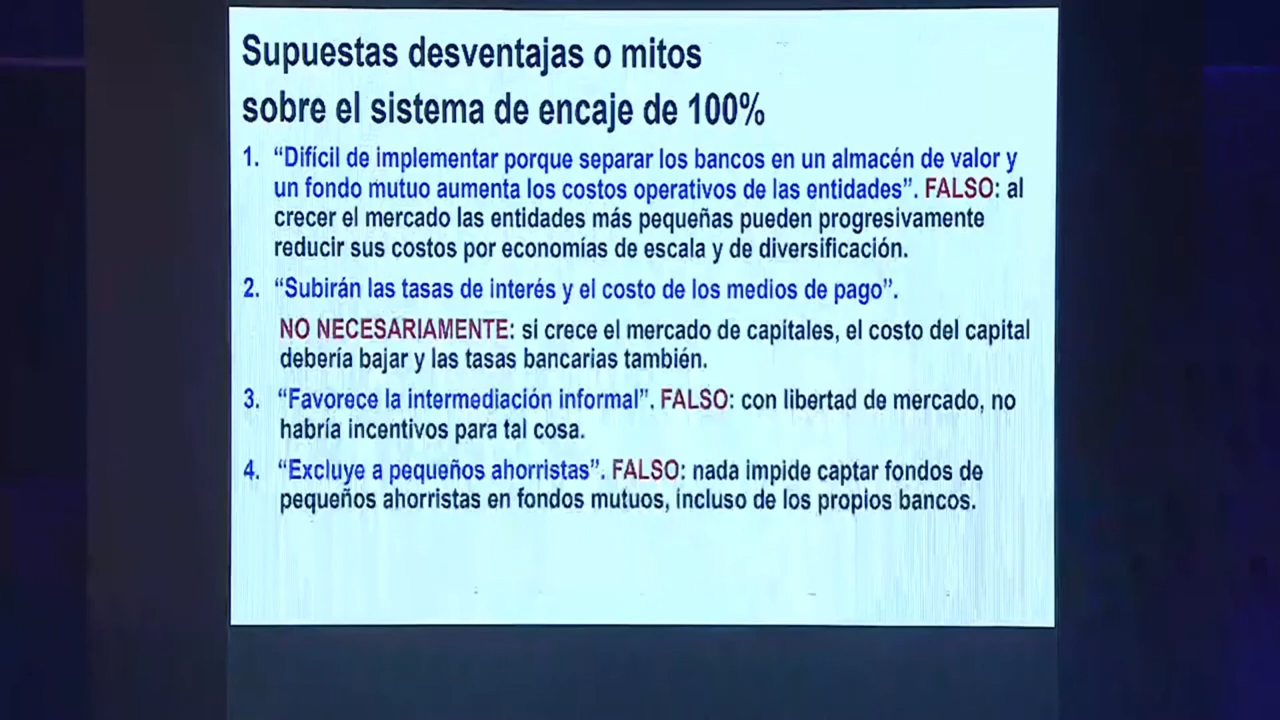 Supuestas desventajas o mitos
sobre el sistema de encaje de 100%
1. “Difícil de implementar porque separar los bancos en un almacén de valor y
un fondo mutuo aumenta los costos operativos de las entidades”. FALSO: al
crecer el mercado las entidades más pequeñas pueden progresivamente
reducir sus costos por economías de escala y de diversificación.
2. “Subirán las tasas de interés y el costo de los medios de pago”.
NO NECESARIAMENTE: si crece el mercado de capitales, el costo del capital
debería bajar y las tasas bancarias también.
3. “Favorece la intermediación informal”. FALSO: con libertad de mercado, no
habría incentivos para tal cosa.
4. “Excluye a pequeños ahorristas”. FALSO: nada impide captar fondos de
pequeños ahorristas en fondos mutuos, incluso de los propios bancos.